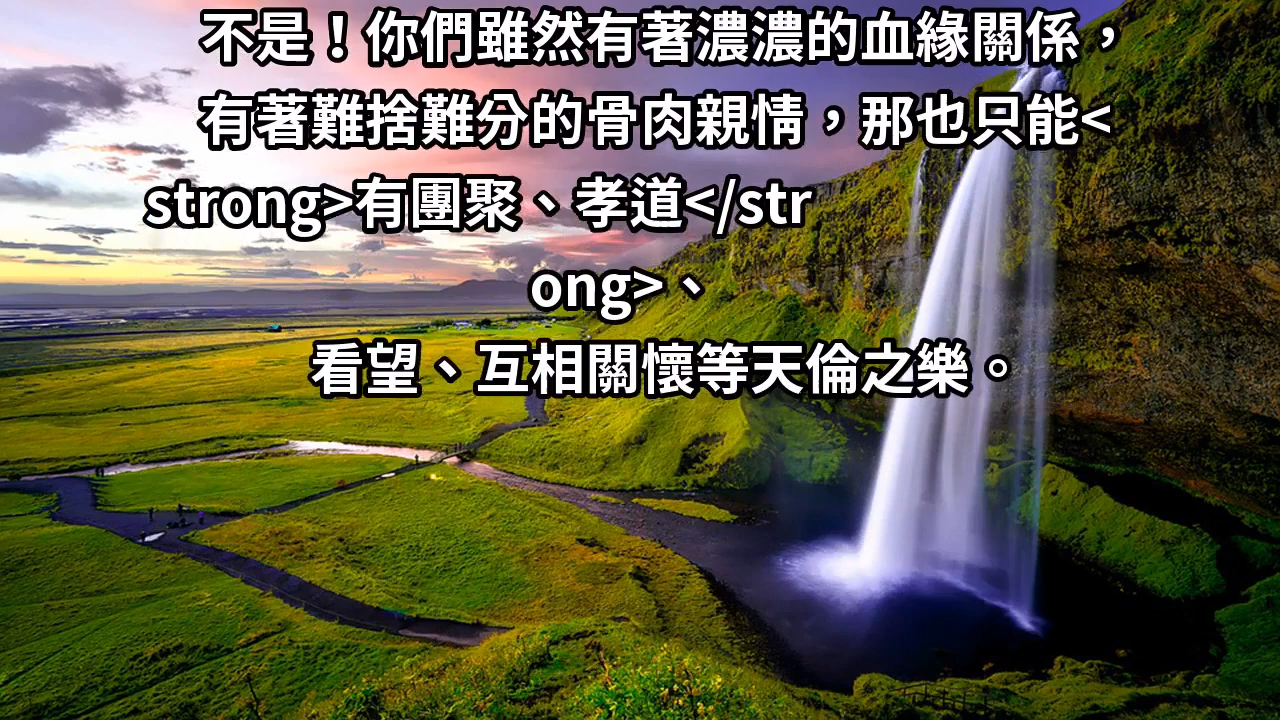 不是！你們雖然有著濃濃的血緣關係，
有著難捨難分的骨肉親情，那也只能<
strong>有團聚、孝道</str
ong>、
看望、互相關懷等天倫之樂。